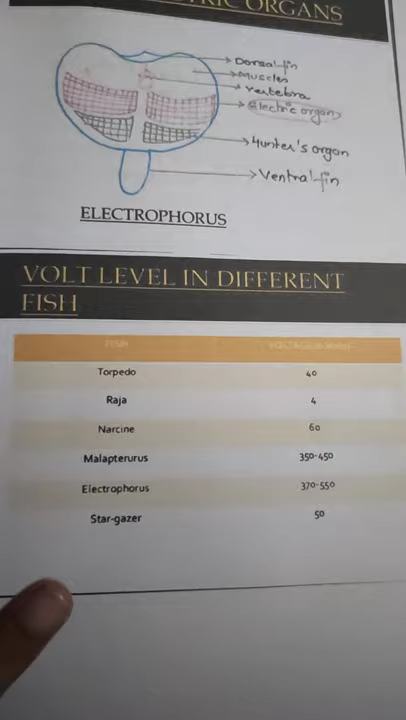 ORGANS
Dorsal fin
Muscles
Vertebra
Electric organ
Hunter's organ
Ventral fin
ELECTROPHORUS
VOLT LEVEL IN DIFFERENT
FISH
FISH
Torpedo 40
Raja 4
Narcine 60
Malapterurus 350-450
Electrophorus 370-550
Star-gazer 50